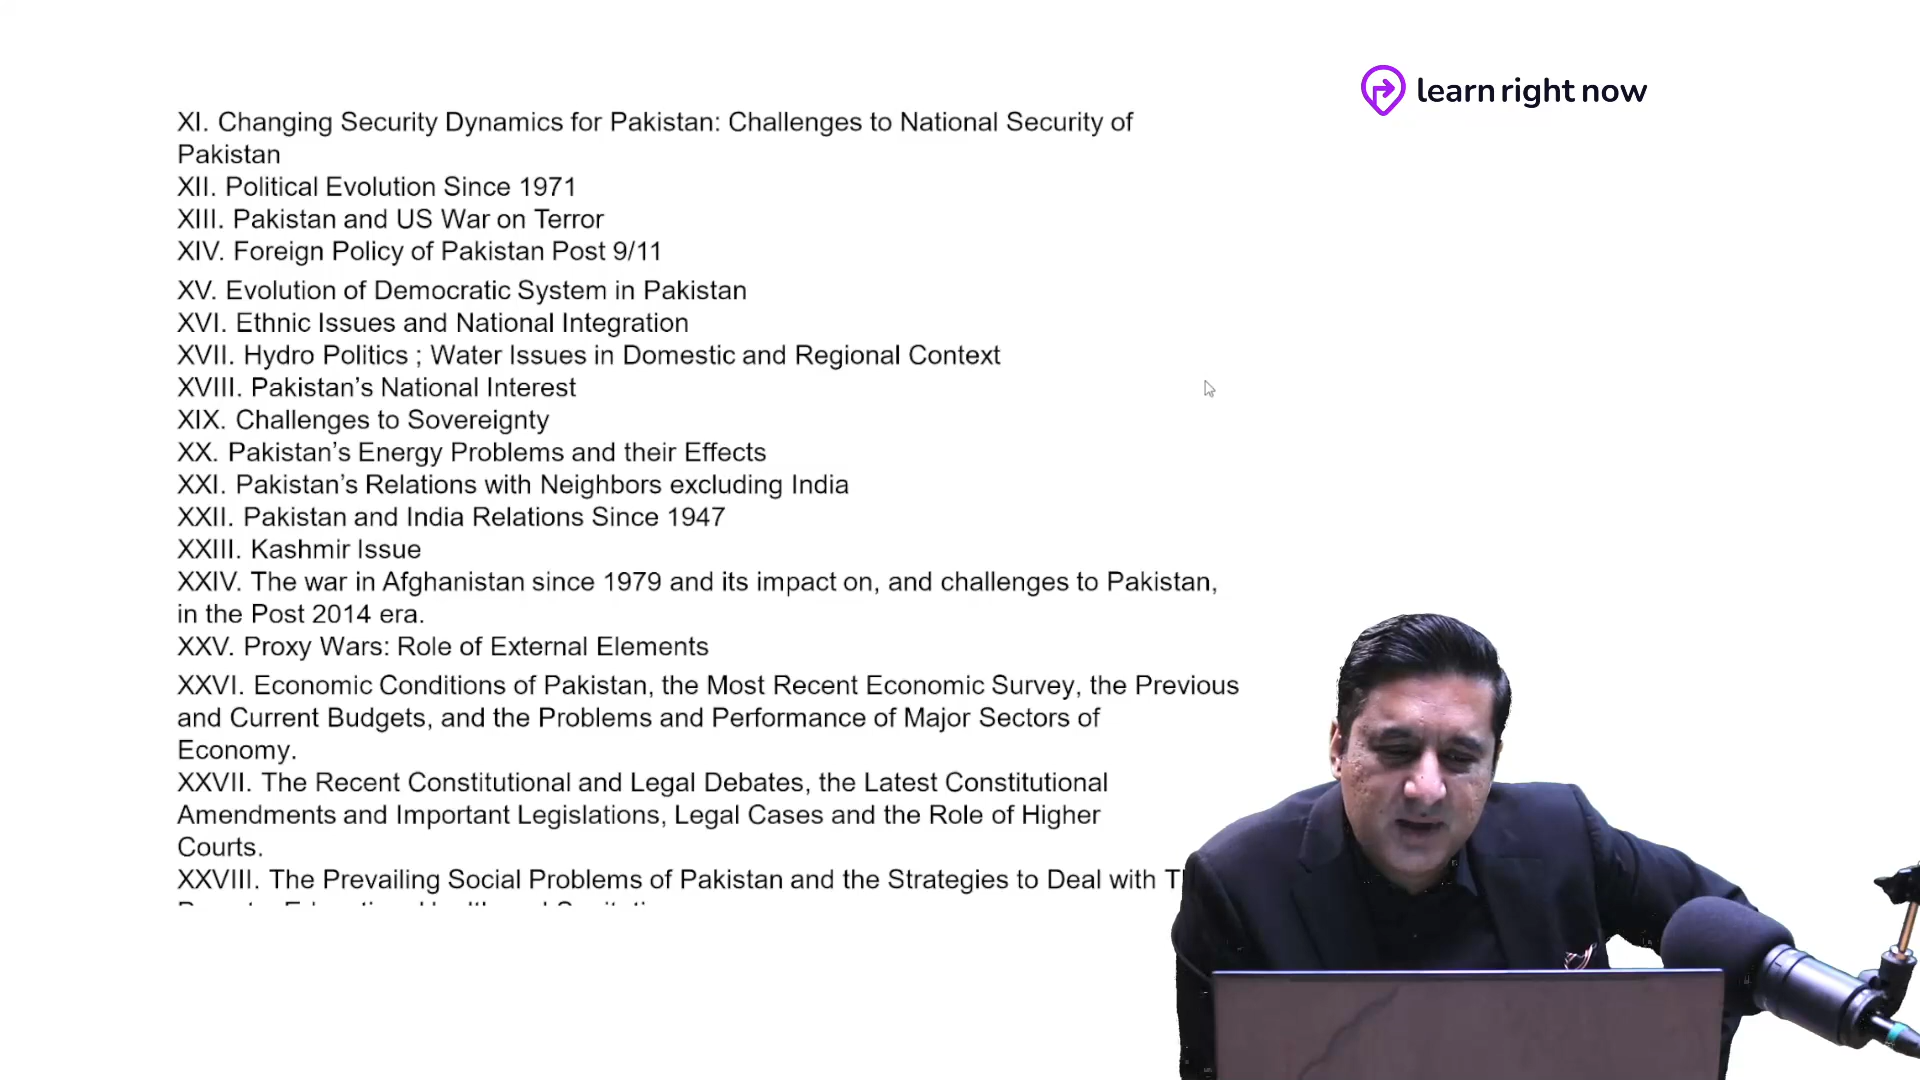 learn right now
XI. Changing Security Dynamics for Pakistan: Challenges to National Security of
Pakistan
XII. Political Evolution Since 1971
XIII. Pakistan and US War on Terror
XIV. Foreign Policy of Pakistan Post 9/11
XV. Evolution of Democratic System in Pakistan
XVI. Ethnic Issues and National Integration
XVII. Hydro Politics ; Water Issues in Domestic and Regional Context
XVIII. Pakistan’s National Interest
XIX. Challenges to Sovereignty
XX. Pakistan’s Energy Problems and their Effects
XXI. Pakistan’s Relations with Neighbors excluding India
XXII. Pakistan and India Relations Since 1947
XXIII. Kashmir Issue
XXIV. The war in Afghanistan since 1979 and its impact on, and challenges to Pakistan,
in the Post 2014 era.
XXV. Proxy Wars: Role of External Elements
XXVI. Economic Conditions of Pakistan, the Most Recent Economic Survey, the Previous
and Current Budgets, and the Problems and Performance of Major Sectors of
Economy.
XXVII. The Recent Constitutional and Legal Debates, the Latest Constitutional
Amendments and Important Legislations, Legal Cases and the Role of Higher
Courts.
XXVIII. The Prevailing Social Problems of Pakistan and the Strategies to Deal with